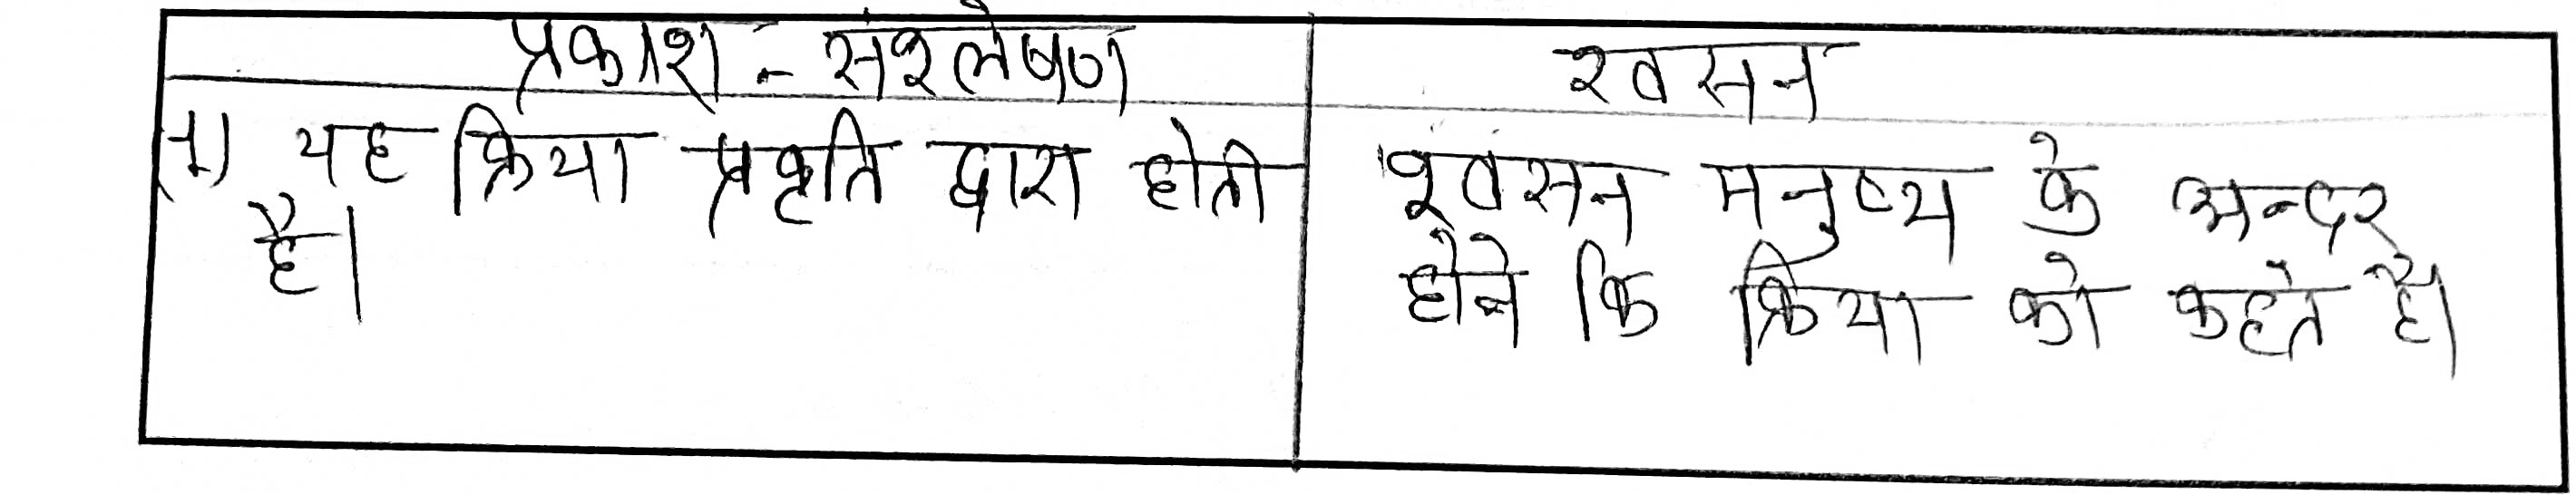 प्रकाश - संश्लेषण
श्वसन
(1) यह क्रिया प्रकृति द्वारा होती
है।
श्वसन मनुष्य के अन्दर
होने कि क्रिया को कहते है।